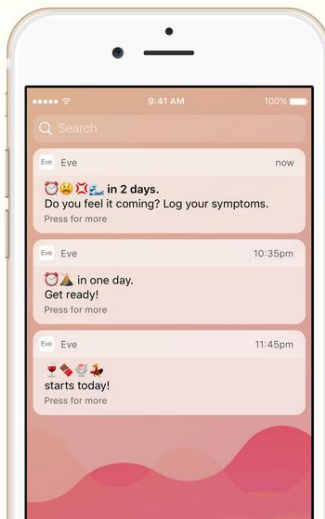 9:41 AM
100%
Search
Eve Eve now
⏰😫💢🌊 in 2 days.
Do you feel it coming? Log your symptoms.
Press for more
Eve Eve 10:35pm
⏰🌋 in one day.
Get ready!
Press for more
Eve Eve 11:45pm
🍷🍫💆💃
starts today!
Press for more